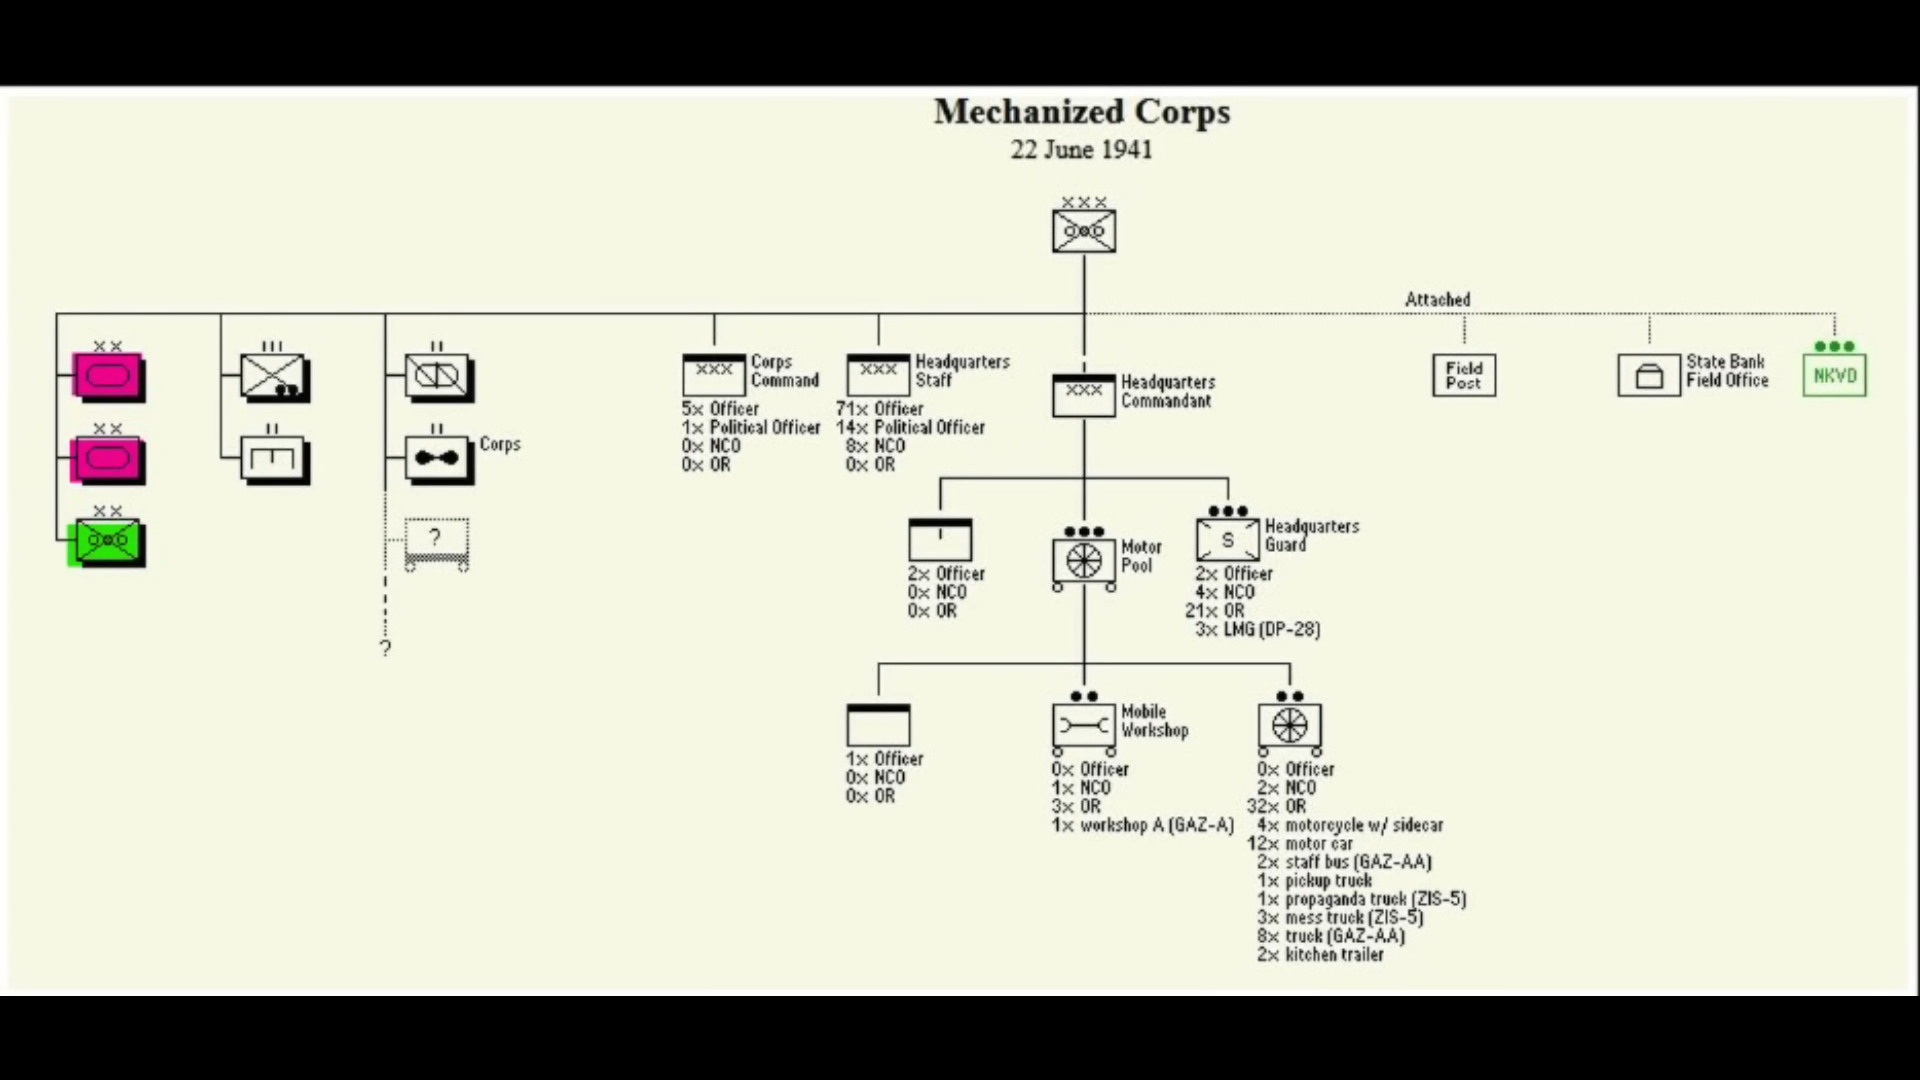 Mechanized Corps
22 June 1941
XXX
Attached
XX
III
II
XXX
Corps
Command
XXX
Headquarters
Staff
XXX
Headquarters
Commandant
Field
Post
State Bank
Field Office
NKVD
5x Officer
1x Political Officer
0x NCO
0x OR
71x Officer
14x Political Officer
8x NCO
0x OR
XX
II
II
Corps
XX
?
?
I
2x Officer
0x NCO
0x OR
Motor
Pool
S
Headquarters
Guard
2x Officer
4x NCO
21x OR
3x LMG (DP-28)
1x Officer
0x NCO
0x OR
Mobile
Workshop
0x Officer
1x NCO
3x OR
1x workshop A (GAZ-A)
0x Officer
2x NCO
32x OR
4x motorcycle w/ sidecar
12x motor car
2x staff bus (GAZ-AA)
1x pickup truck
1x propaganda truck (ZIS-5)
3x mess truck (ZIS-5)
8x truck (GAZ-AA)
2x kitchen trailer